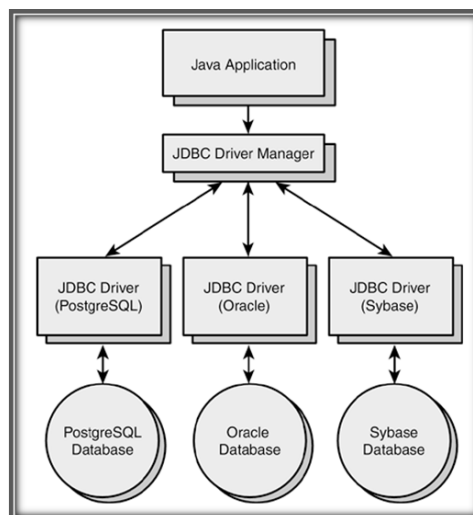 Java Application
JDBC Driver Manager
JDBC Driver
(PostgreSQL)
JDBC Driver
(Oracle)
JDBC Driver
(Sybase)
PostgreSQL
Database
Oracle
Database
Sybase
Database